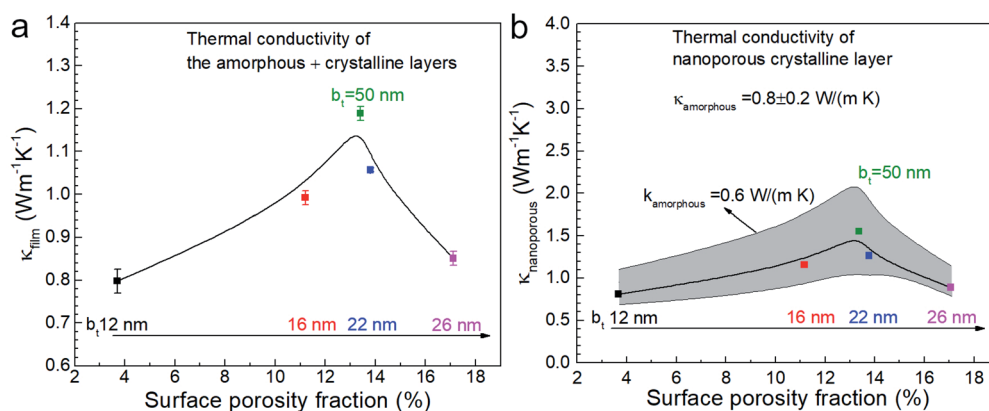 a
Thermal conductivity of
the amorphous + crystalline layers
b_t=50 nm
κ_film (Wm⁻¹K⁻¹)
1.4
1.3
1.2
1.1
1.0
0.9
0.8
0.7
0.6
b_t 12 nm
16 nm
22 nm
26 nm
2 4 6 8 10 12 14 16 18
Surface porosity fraction (%)
b
Thermal conductivity of
nanoporous crystalline layer
κ_amorphous =0.8±0.2 W/(m K)
b_t=50 nm
k_amorphous =0.6 W/(m K)
κ_nanoporous (Wm⁻¹K⁻¹)
4.0
3.5
3.0
2.5
2.0
1.5
1.0
0.5
0.0
b_t 12 nm
16 nm
22 nm
26 nm
2 4 6 8 10 12 14 16 18
Surface porosity fraction (%)